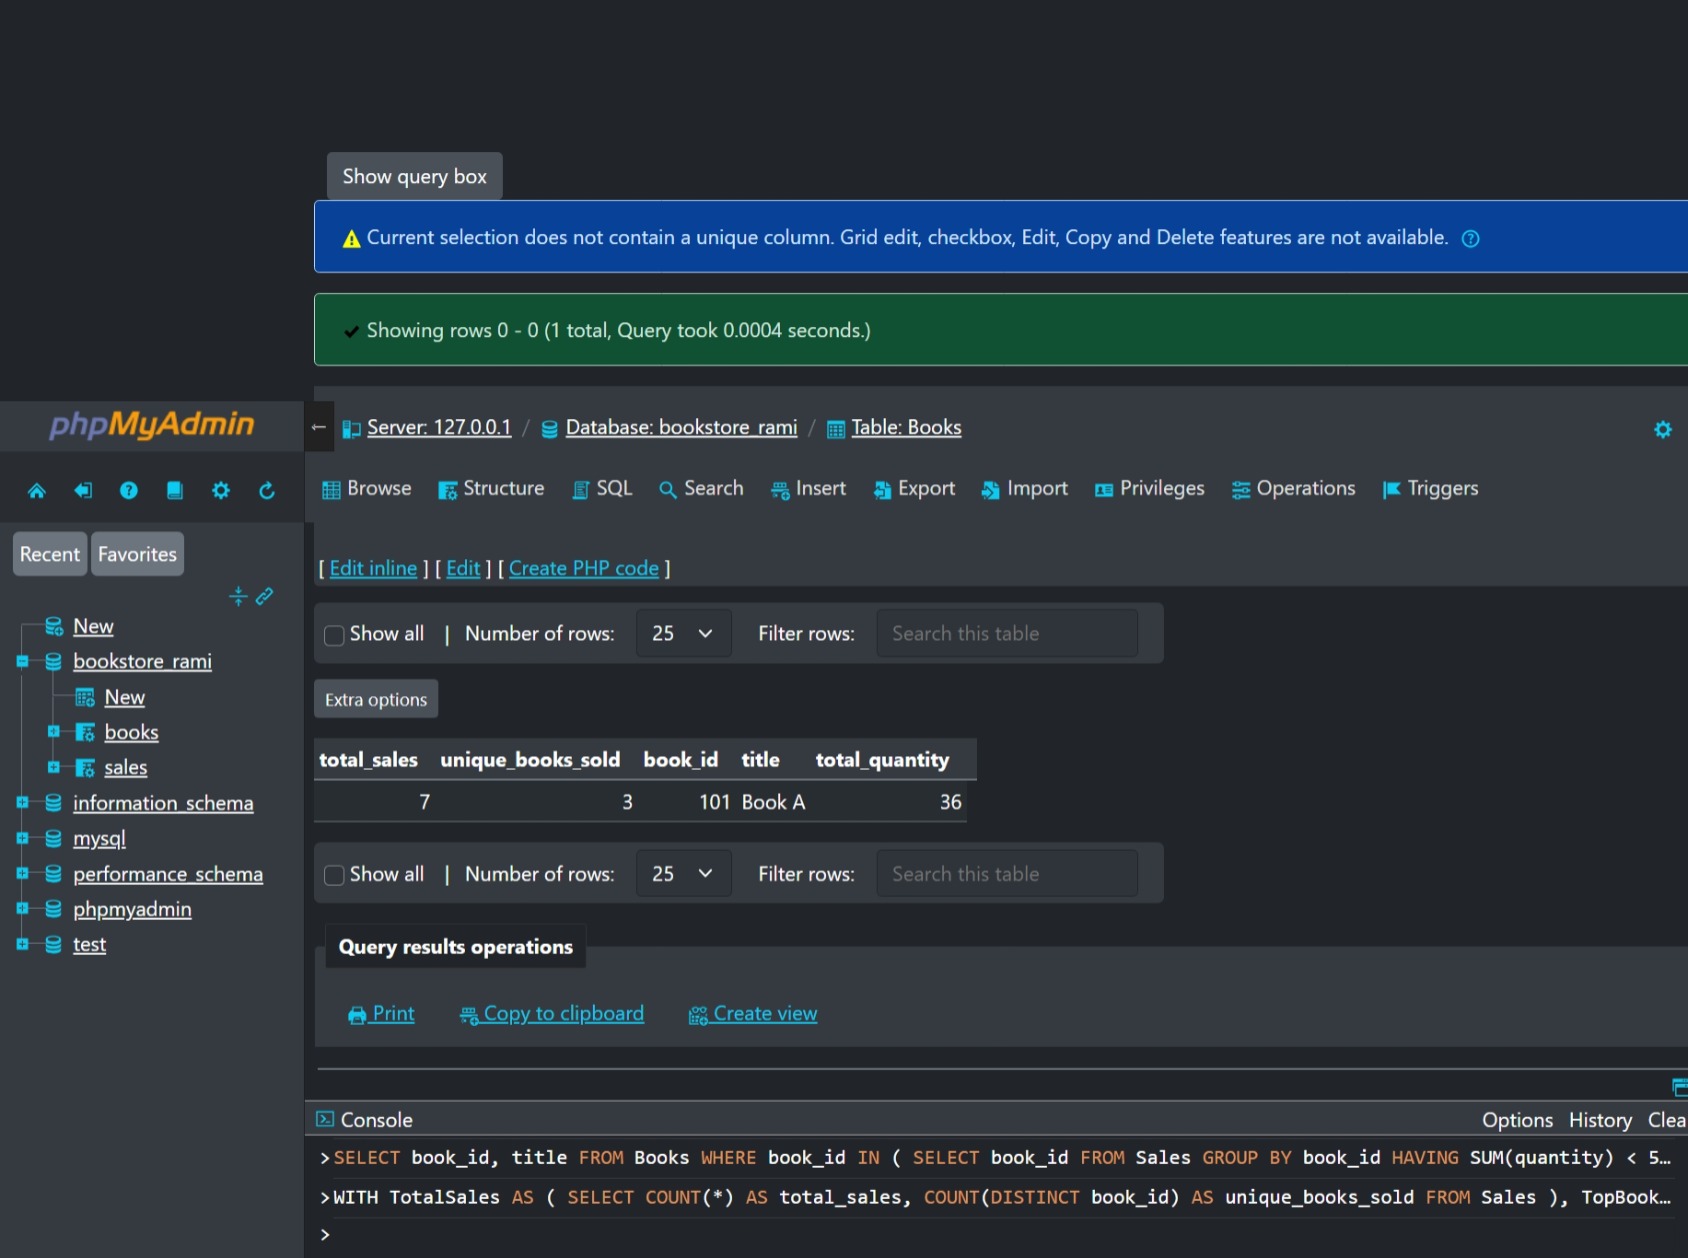 Show query box
Current selection does not contain a unique column. Grid edit, checkbox, Edit, Copy and Delete features are not available.
Showing rows 0 - 0 (1 total, Query took 0.0004 seconds.)
phpMyAdmin
Server: 127.0.0.1 / Database: bookstore_rami / Table: Books
Browse Structure SQL Search Insert Export Import Privileges Operations Triggers
Recent Favorites
New
bookstore_rami
New
books
sales
information_schema
mysql
performance_schema
phpmyadmin
test
[ Edit inline ] [ Edit ] [ Create PHP code ]
Show all | Number of rows: 25 Filter rows: Search this table
Extra options
total_sales unique_books_sold book_id title total_quantity
7 3 101 Book A 36
Show all | Number of rows: 25 Filter rows: Search this table
Query results operations
Print Copy to clipboard Create view
Console Options History Clea
>SELECT book_id, title FROM Books WHERE book_id IN ( SELECT book_id FROM Sales GROUP BY book_id HAVING SUM(quantity) < 5…
>WITH TotalSales AS ( SELECT COUNT(*) AS total_sales, COUNT(DISTINCT book_id) AS unique_books_sold FROM Sales ), TopBook…
>